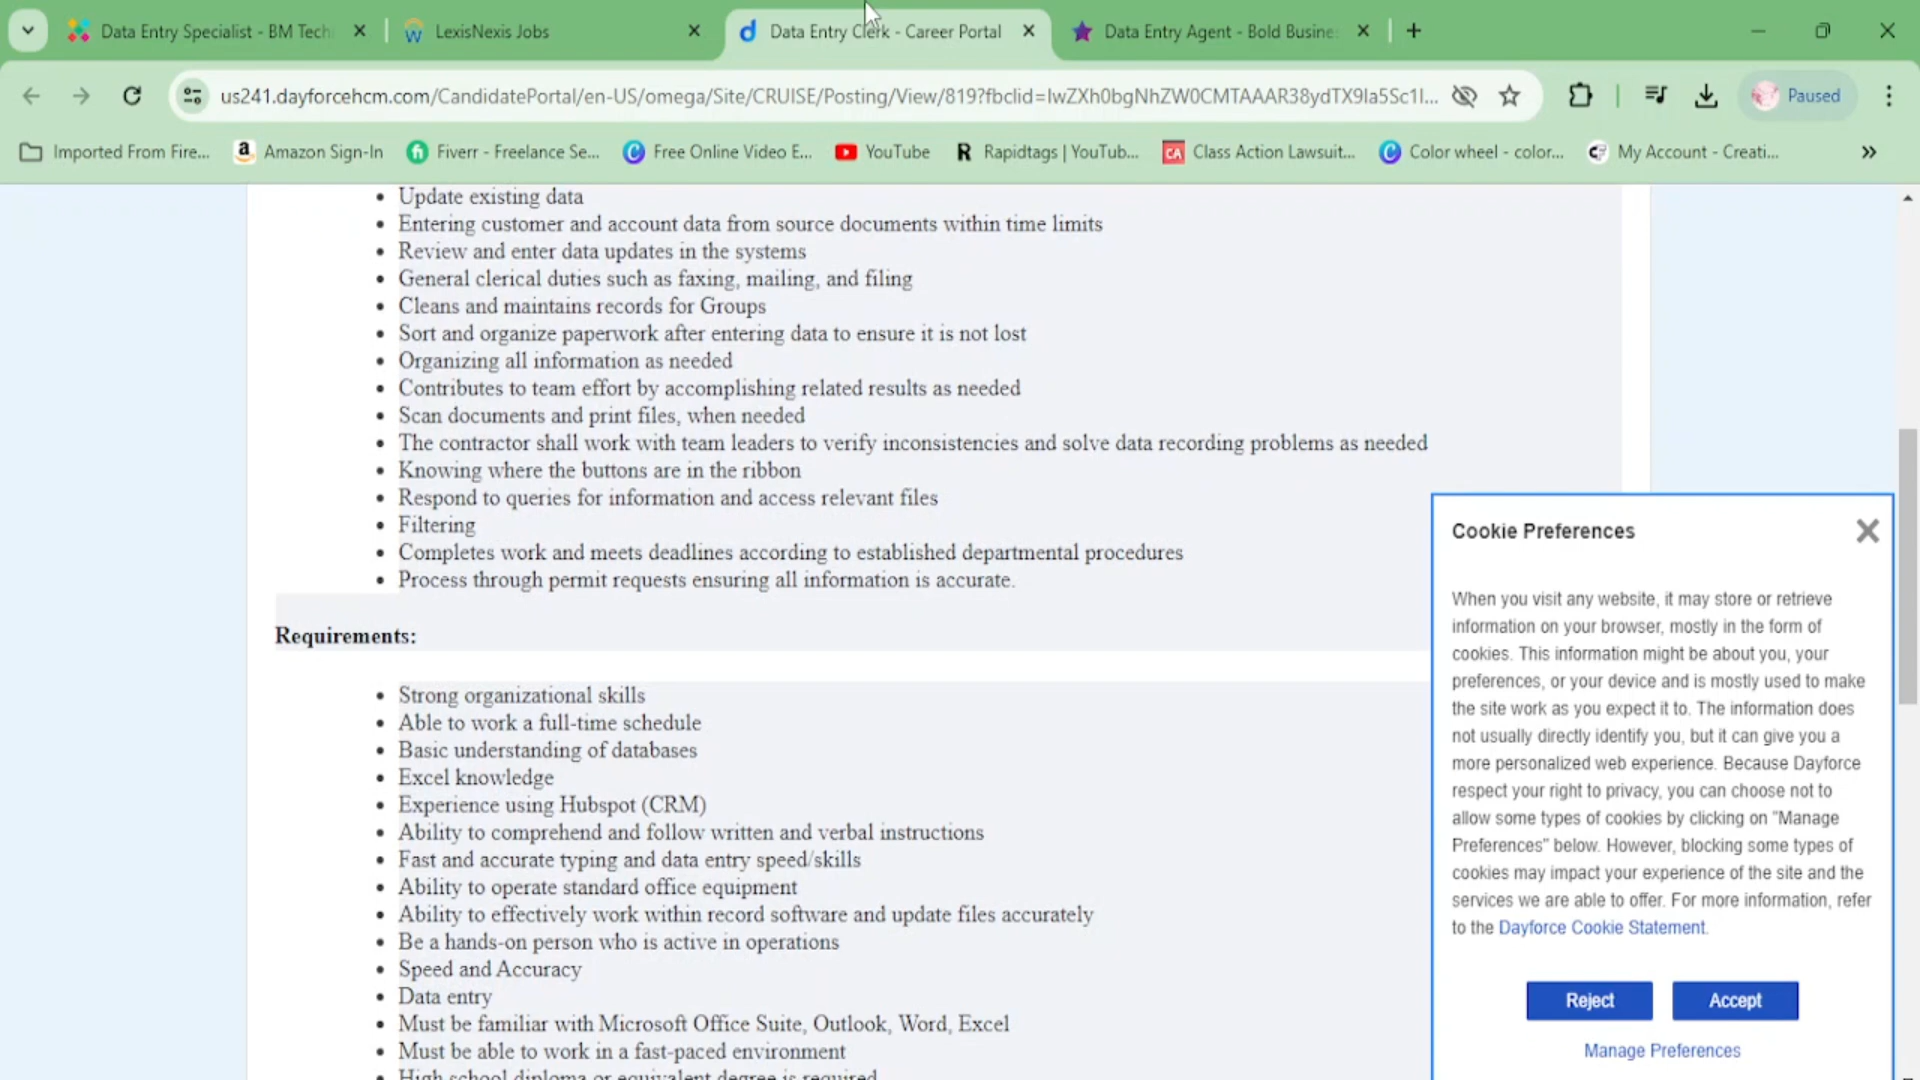 Data Entry Specialist - BM Tech
LexisNexis Jobs
Data Entry Clerk - Career Portal
Data Entry Agent - Bold Busine
us241.dayforcehcm.com/CandidatePortal/en-US/omega/Site/CRUISE/Posting/View/819?fbclid=IwZXh0bgNhZW0CMTAAAR38ydTX9Ia5Sc1I...
Paused
Imported From Fire...
Amazon Sign-In
Fiverr - Freelance Se...
Free Online Video E...
YouTube
Rapidtags | YouTub...
Class Action Lawsuit...
Color wheel - color...
My Account - Creati...
• Update existing data
• Entering customer and account data from source documents within time limits
• Review and enter data updates in the systems
• General clerical duties such as faxing, mailing, and filing
• Cleans and maintains records for Groups
• Sort and organize paperwork after entering data to ensure it is not lost
• Organizing all information as needed
• Contributes to team effort by accomplishing related results as needed
• Scan documents and print files, when needed
• The contractor shall work with team leaders to verify inconsistencies and solve data recording problems as needed
• Knowing where the buttons are in the ribbon
• Respond to queries for information and access relevant files
• Filtering
• Completes work and meets deadlines according to established departmental procedures
• Process through permit requests ensuring all information is accurate.
Requirements:
• Strong organizational skills
• Able to work a full-time schedule
• Basic understanding of databases
• Excel knowledge
• Experience using Hubspot (CRM)
• Ability to comprehend and follow written and verbal instructions
• Fast and accurate typing and data entry speed/skills
• Ability to operate standard office equipment
• Ability to effectively work within record software and update files accurately
• Be a hands-on person who is active in operations
• Speed and Accuracy
• Data entry
• Must be familiar with Microsoft Office Suite, Outlook, Word, Excel
• Must be able to work in a fast-paced environment
• High school diploma or equivalent degree is required
Cookie Preferences
When you visit any website, it may store or retrieve
information on your browser, mostly in the form of
cookies. This information might be about you, your
preferences, or your device and is mostly used to make
the site work as you expect it to. The information does
not usually directly identify you, but it can give you a
more personalized web experience. Because Dayforce
respect your right to privacy, you can choose not to
allow some types of cookies by clicking on "Manage
Preferences" below. However, blocking some types of
cookies may impact your experience of the site and the
services we are able to offer. For more information, refer
to the Dayforce Cookie Statement.
Reject
Accept
Manage Preferences